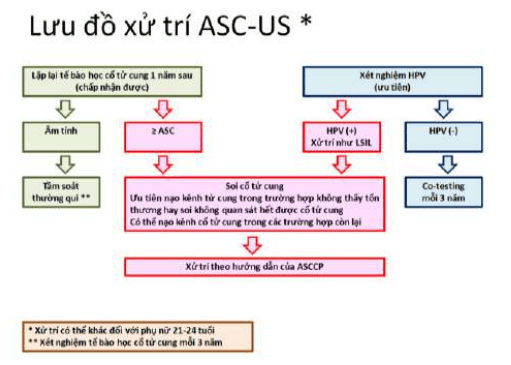 Lưu đồ xử trí ASC-US *
Lặp lại tế bào học cổ tử cung 1 năm sau
(chấp nhận được)
Xét nghiệm HPV
(ưu tiên)
Âm tính
≥ ASC
HPV (+)
Xử trí như LSIL
HPV (-)
Tầm soát
thường qui **
Soi cổ tử cung
Ưu tiên nạo kênh tử cung trong trường hợp không thấy tổn
thương hay soi không quan sát hết được cổ tử cung
Có thể nạo kênh cổ tử cung trong các trường hợp còn lại
Co-testing
mỗi 3 năm
Xử trí theo hướng dẫn của ASCCP
* Xử trí có thể khác đối với phụ nữ 21-24 tuổi
** Xét nghiệm tế bào học cổ tử cung mỗi 3 năm